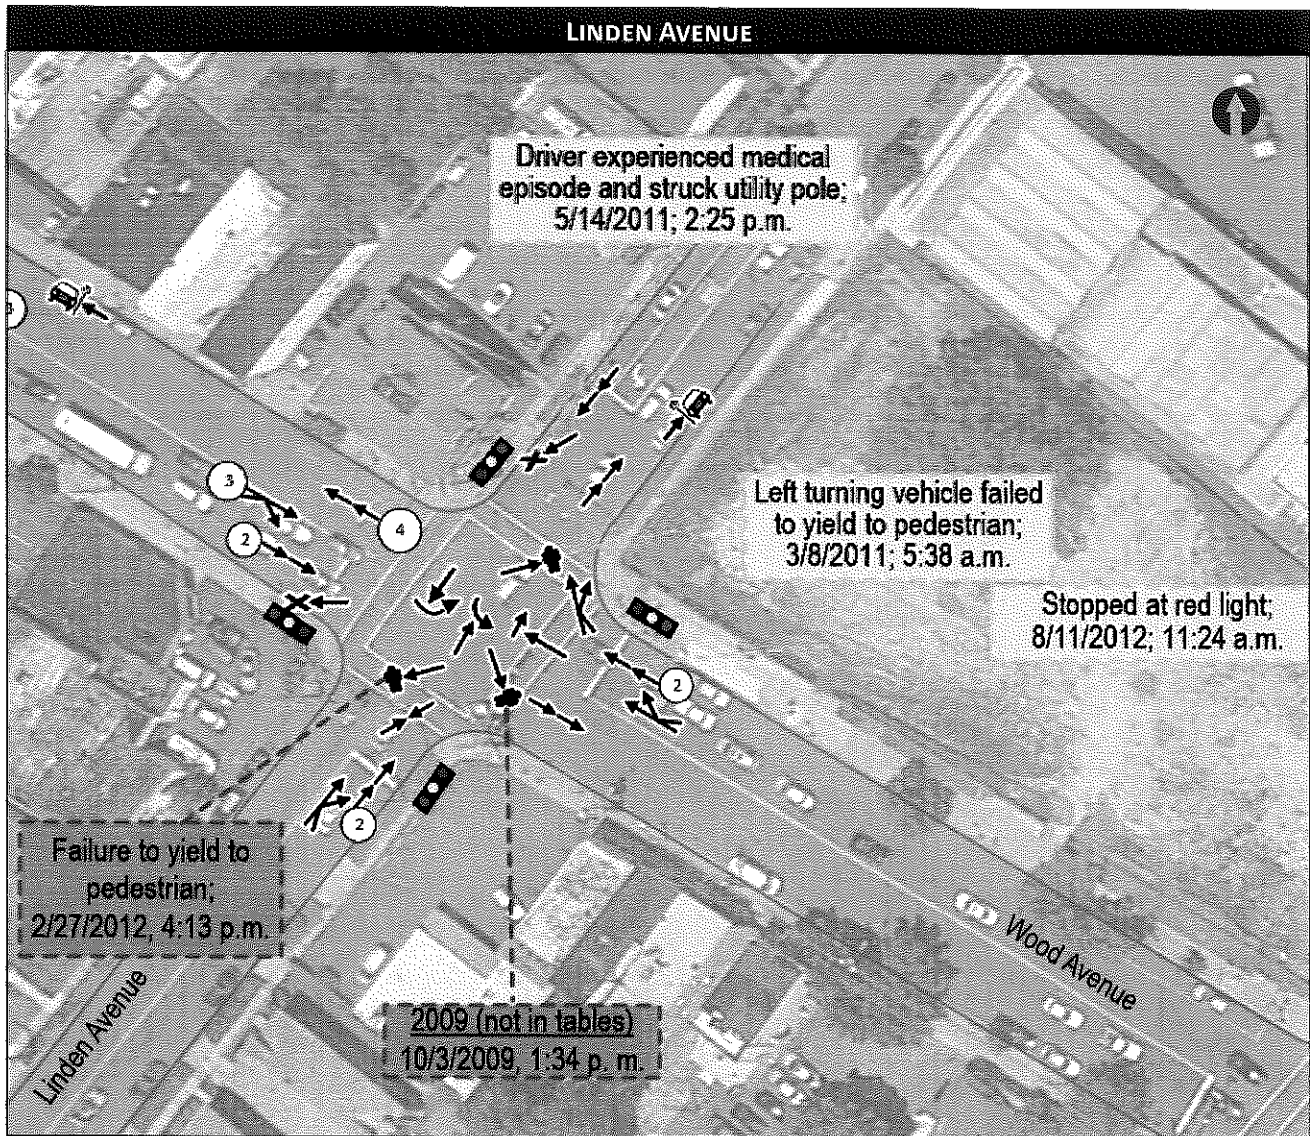 LINDEN AVENUE
Driver experienced medical
episode and struck utility pole;
5/14/2011; 2:25 p.m.
3
4
2
Left turning vehicle failed
to yield to pedestrian;
3/8/2011; 5:38 a.m.
Stopped at red light;
8/11/2012; 11:24 a.m.
2
2
Failure to yield to
pedestrian;
2/27/2012, 4:13 p.m.
Wood Avenue
2009 (not in tables)
10/3/2009, 1:34 p. m.
Linden Avenue